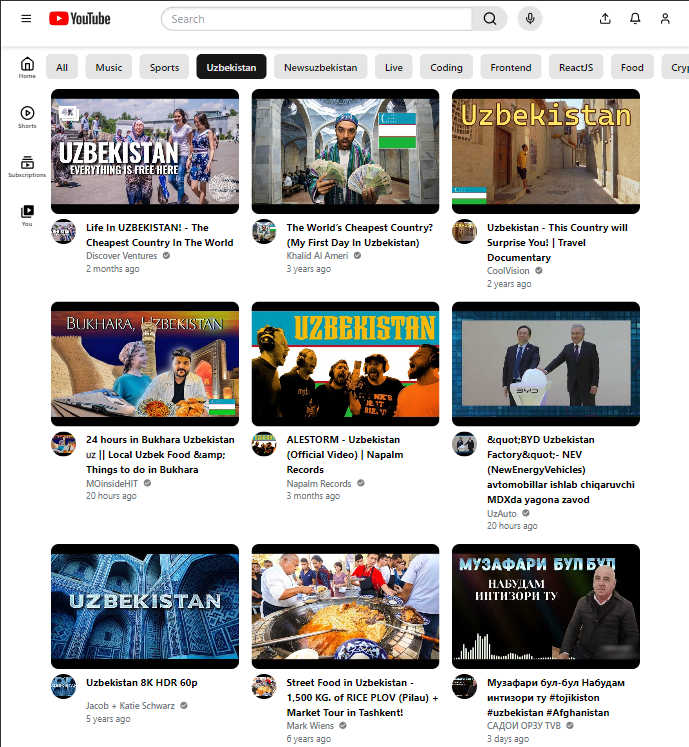 YouTube
Search
Home
Shorts
Subscriptions
You
All
Music
Sports
Uzbekistan
Newsuzbekistan
Live
Coding
Frontend
ReactJS
Food
Cryp
4K
UZBEKISTAN
EVERYTHING IS FREE HERE
Life In UZBEKISTAN! - The
Cheapest Country In The World
Discover Ventures
2 months ago
The World's Cheapest Country?
(My First Day In Uzbekistan)
Khalid Al Ameri
3 years ago
Uzbekistan
Uzbekistan - This Country will
Surprise You! | Travel
Documentary
CoolVision
2 years ago
BUKHARA, UZBEKISTAN
24 hours in Bukhara Uzbekistan
uz || Local Uzbek Food &amp;
Things to do in Bukhara
MOinsideHIT
20 hours ago
UZBEKISTAN
ALESTORM - Uzbekistan
(Official Video) | Napalm
Records
Napalm Records
3 months ago
BYD
&quot;BYD Uzbekistan
Factory&quot;- NEV
(NewEnergyVehicles)
avtomobillar ishlab chiqaruvchi
MDXda yagona zavod
UzAuto
20 hours ago
UZBEKISTAN
Uzbekistan 8K HDR 60p
Jacob + Katie Schwarz
5 years ago
Street Food in Uzbekistan -
1,500 KG. of RICE PLOV (Pilau) +
Market Tour in Tashkent!
Mark Wiens
6 years ago
МУЗАФАРИ БУЛ БУЛ
НАБУДАМ
ИНТИЗОРИ ТУ
Музафари бул-бул Набудам
интизори ту #tojikiston
#uzbekistan #Afghanistan
САДОИ ОРЗУ TVB
3 days ago